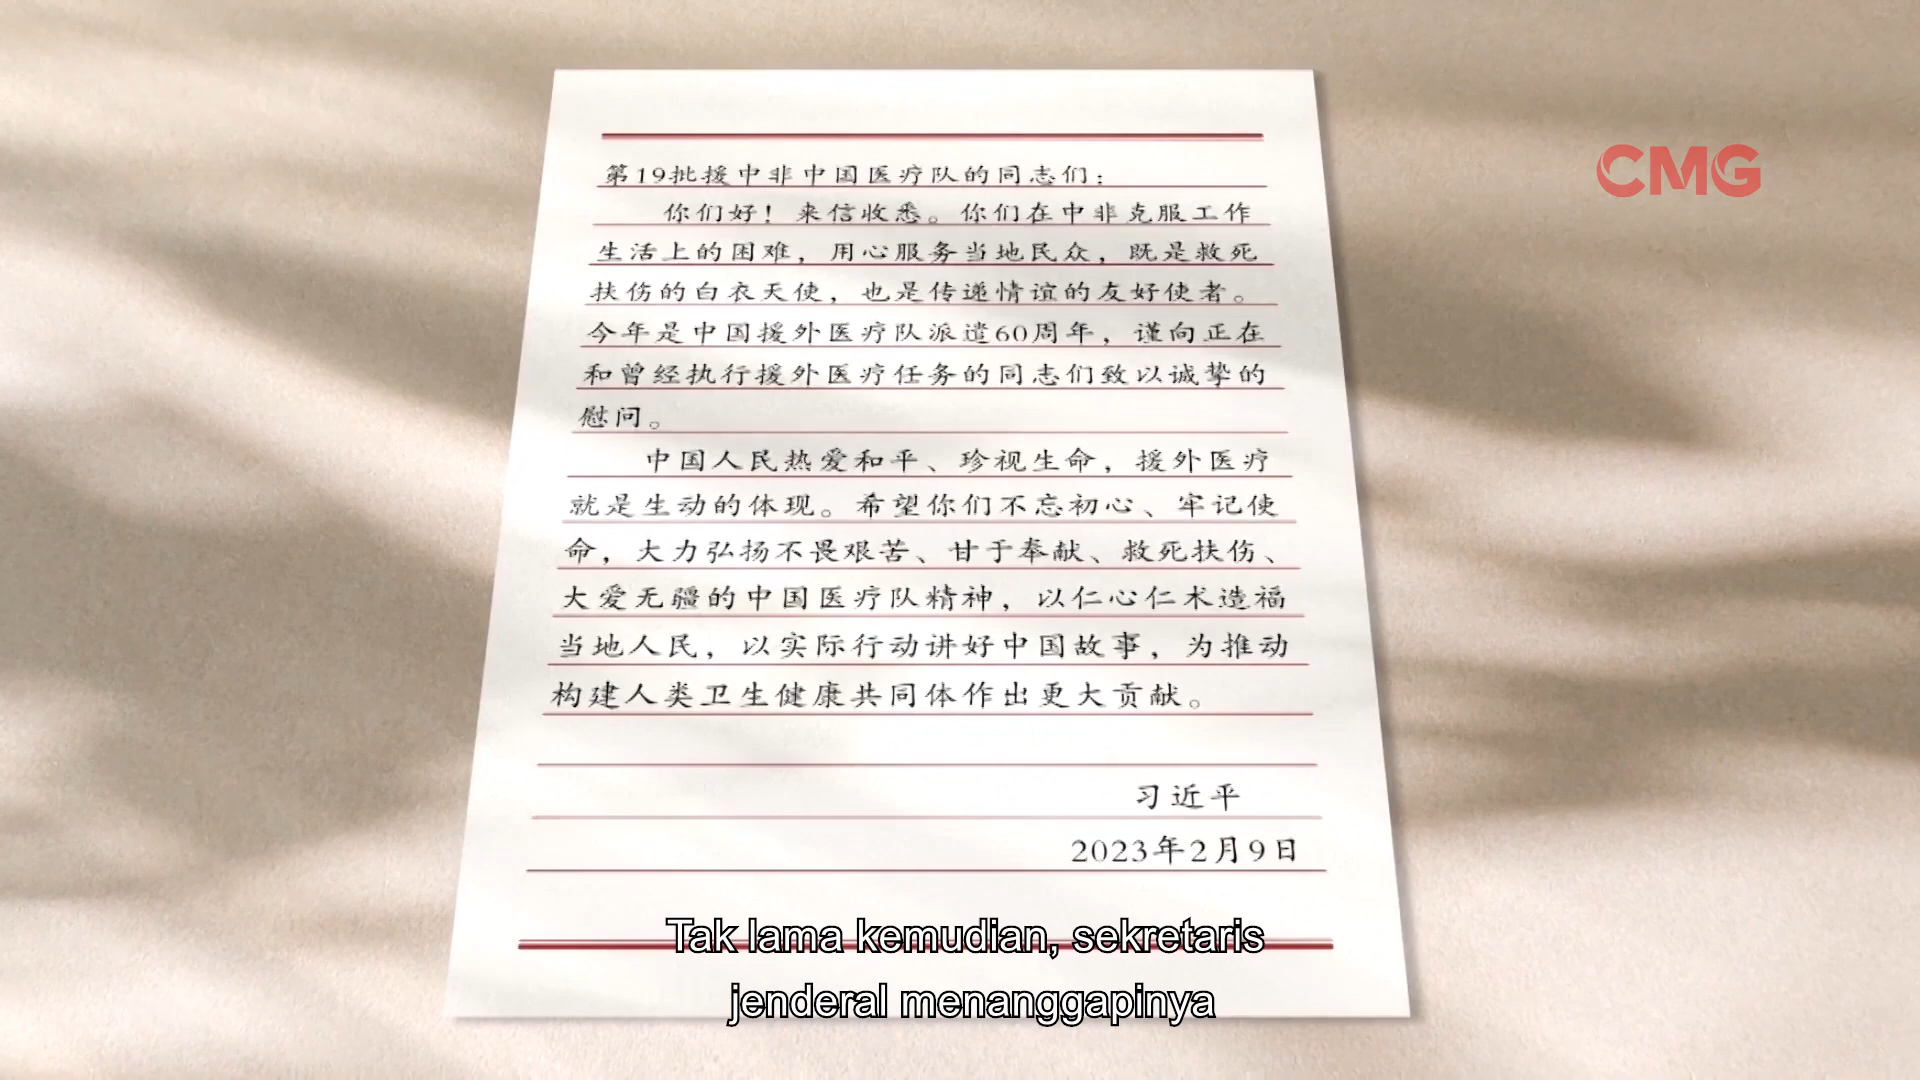 CMG
第19批援中非中国医疗队的同志们：
你们好！来信收悉。你们在中非克服工作
生活上的困难，用心服务当地民众，既是救死
扶伤的白衣天使，也是传递情谊的友好使者。
今年是中国援外医疗队派遣60周年，谨向正在
和曾经执行援外医疗任务的同志们致以诚挚的
慰问。
中国人民热爱和平、珍视生命，援外医疗
就是生动的体现。希望你们不忘初心、牢记使
命，大力弘扬不畏艰苦、甘于奉献、救死扶伤、
大爱无疆的中国医疗队精神，以仁心仁术造福
当地人民，以实际行动讲好中国故事，为推动
构建人类卫生健康共同体作出更大贡献。
习近平
2023年2月9日
Tak lama kemudian, sekretaris
jenderal menanggapinya